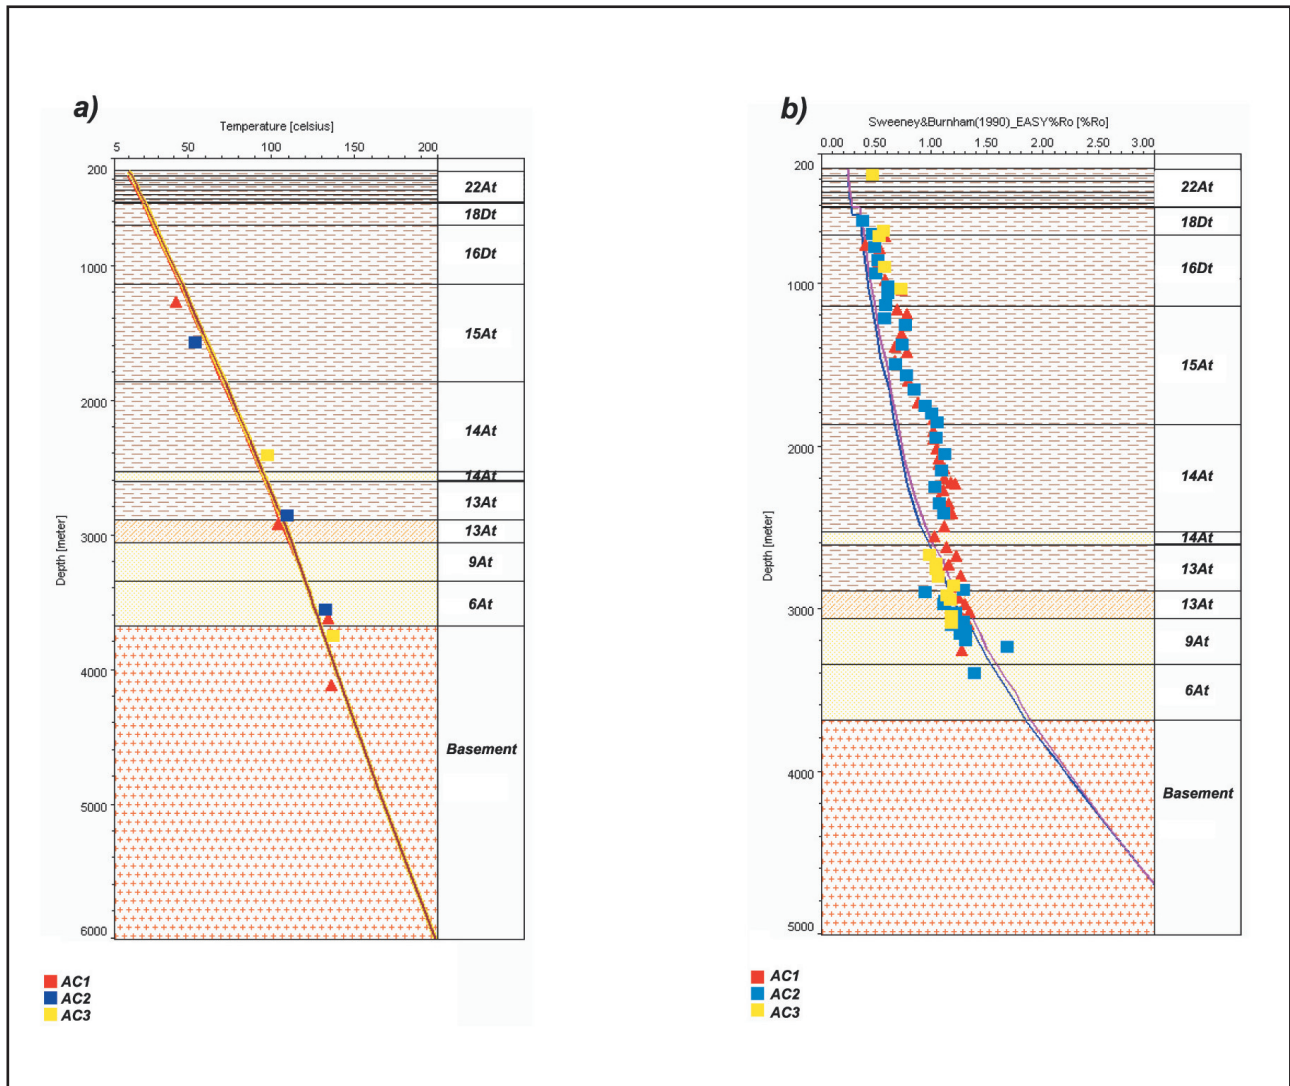 a)
Temperature [celsius]
5 50 100 150 200
200
1000
2000
3000
4000
5000
6000
Depth [meter]
22At
18Dt
16Dt
15At
14At
14At
13At
13At
9At
6At
Basement
AC1
AC2
AC3
b)
Sweeney&Burnham(1990)_EASY%Ro [%Ro]
0.00 0.50 1.00 1.50 2.00 2.50 3.00
200
1000
2000
3000
4000
5000
Depth [meter]
22At
18Dt
16Dt
15At
14At
14At
13At
13At
9At
6At
Basement
AC1
AC2
AC3